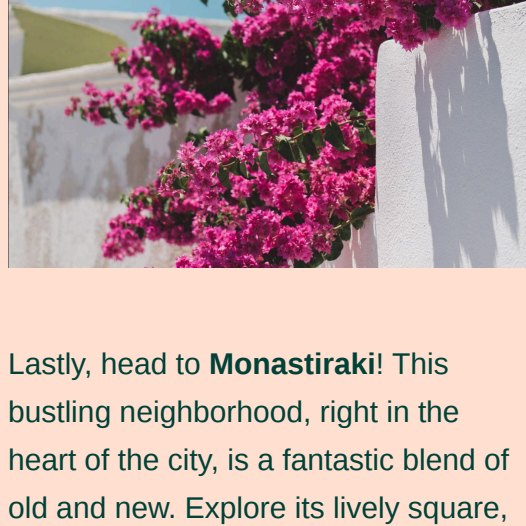 Lastly, head to Monastiraki! This
bustling neighborhood, right in the
heart of the city, is a fantastic blend of
old and new. Explore its lively square,